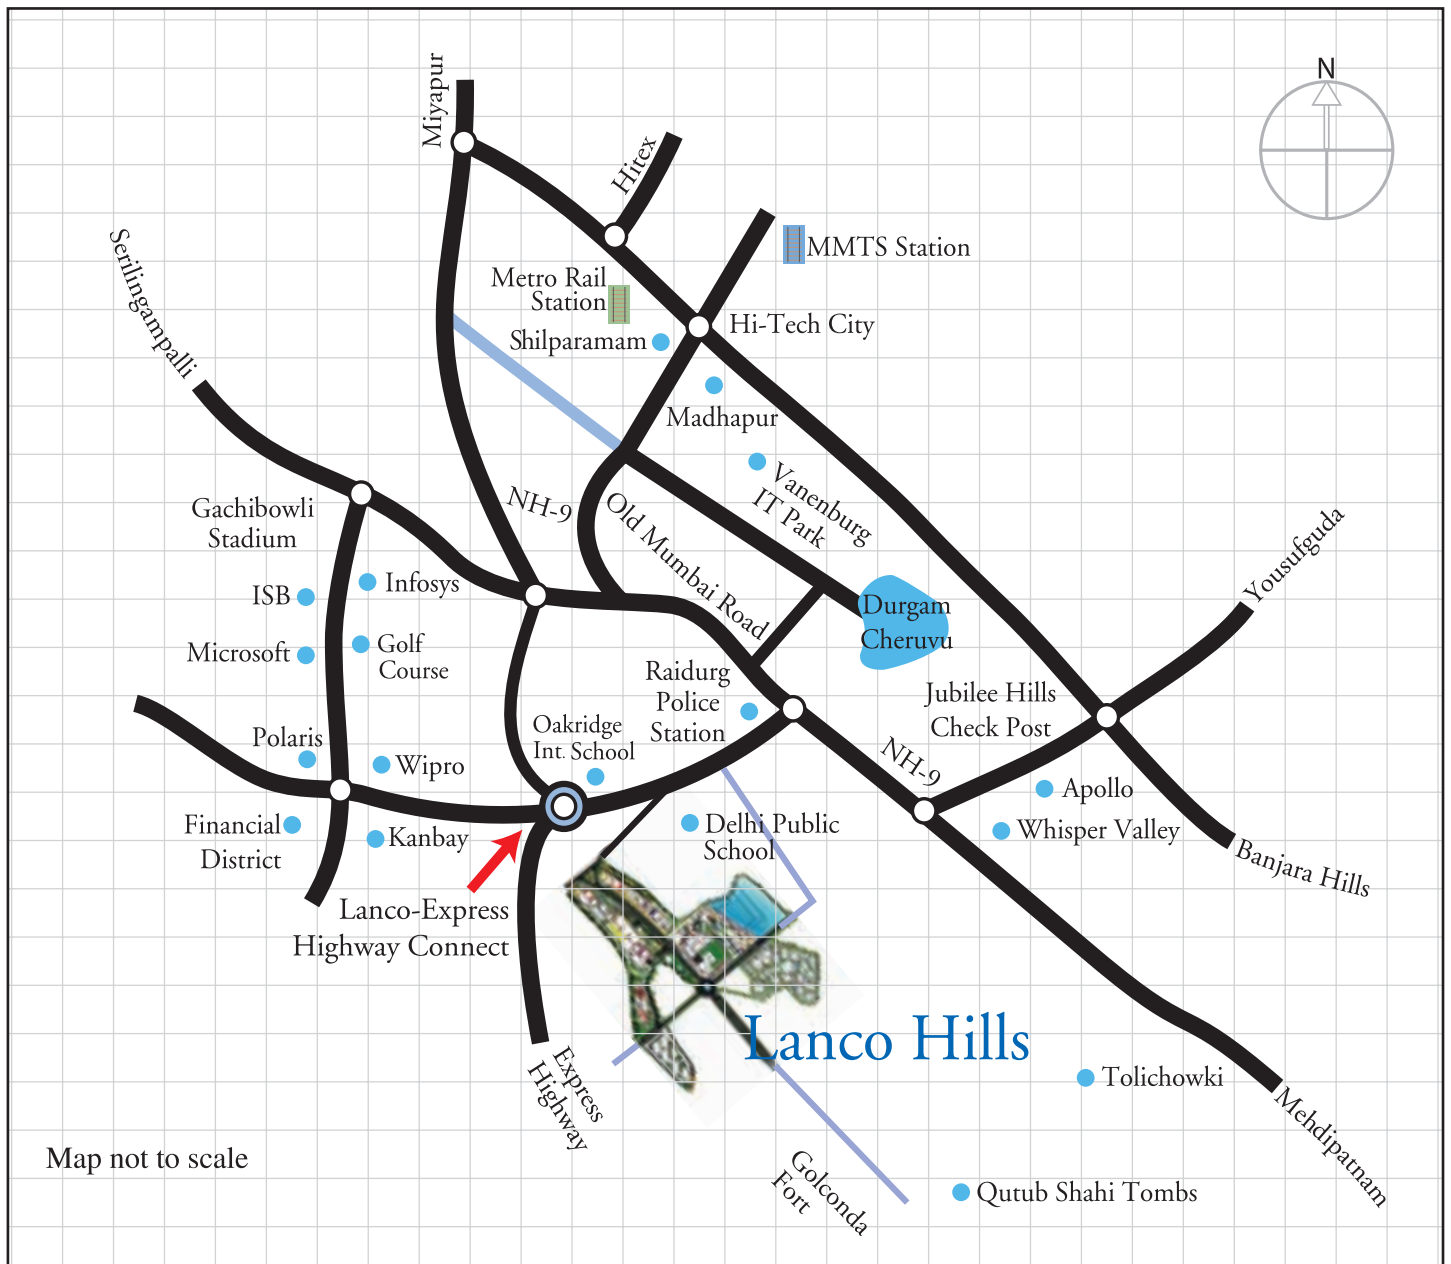 N
Miyapur
Hitex
Serilingampalli
MMTS Station
Metro Rail
Station
Hi-Tech City
Shilparamam
Madhapur
Vanenburg
IT Park
NH-9
Old Mumbai Road
Gachibowli
Stadium
Yousufguda
ISB
Infosys
Durgam
Cheruvu
Microsoft
Golf
Course
Raidurg
Police
Station
Jubilee Hills
Check Post
Oakridge
Int. School
Polaris
Wipro
NH-9
Apollo
Financial
District
Kanbay
Delhi Public
School
Whisper Valley
Banjara Hills
Lanco-Express
Highway Connect
Lanco Hills
Express
Highway
Tolichowki
Mehdipatnam
Map not to scale
Golconda
Fort
Qutub Shahi Tombs